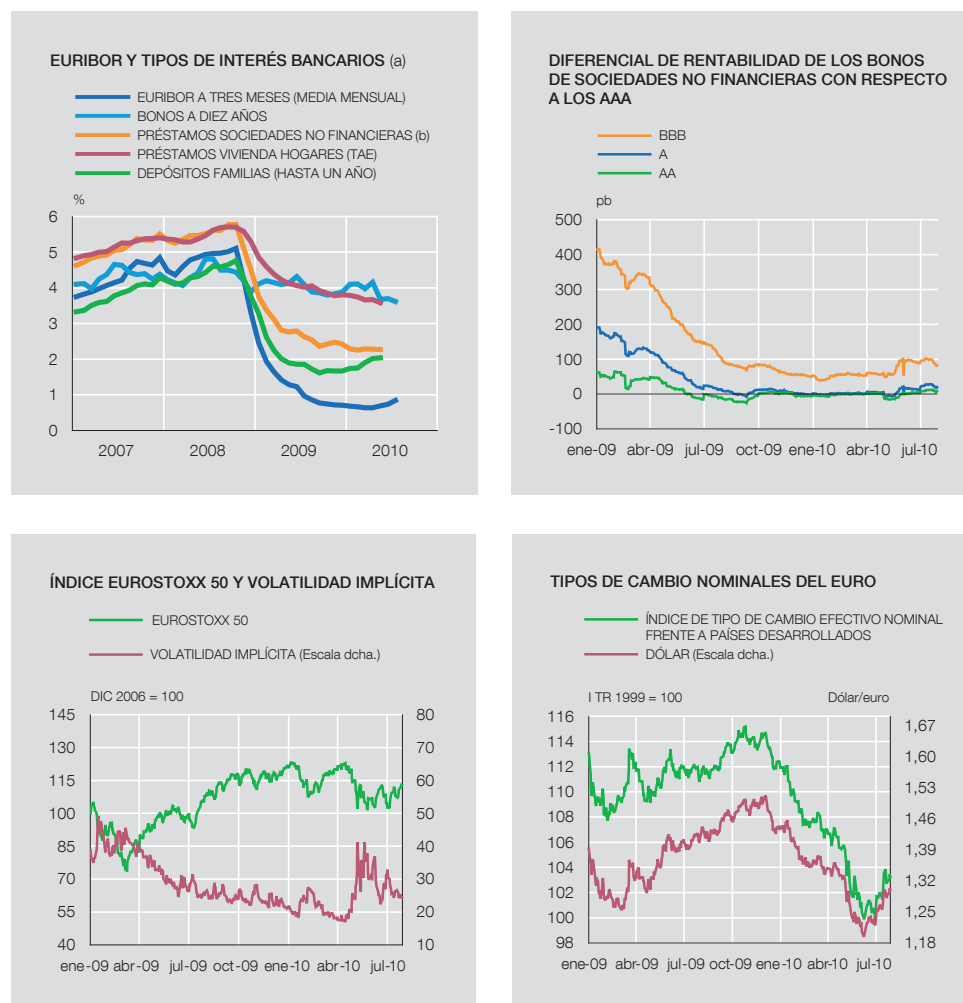 EURIBOR Y TIPOS DE INTERÉS BANCARIOS (a)
EURIBOR A TRES MESES (MEDIA MENSUAL)
BONOS A DIEZ AÑOS
PRÉSTAMOS SOCIEDADES NO FINANCIERAS (b)
PRÉSTAMOS VIVIENDA HOGARES (TAE)
DEPÓSITOS FAMILIAS (HASTA UN AÑO)
%
6
5
4
3
2
1
0
2007 2008 2009 2010
DIFERENCIAL DE RENTABILIDAD DE LOS BONOS
DE SOCIEDADES NO FINANCIERAS CON RESPECTO
A LOS AAA
BBB
A
AA
pb
500
400
300
200
100
0
-100
ene-09 abr-09 jul-09 oct-09 ene-10 abr-10 jul-10
ÍNDICE EUROSTOXX 50 Y VOLATILIDAD IMPLÍCITA
EUROSTOXX 50
VOLATILIDAD IMPLÍCITA (Escala dcha.)
DIC 2006 = 100
145 80
130 70
115 60
100 50
85 40
70 30
55 20
40 10
ene-09 abr-09 jul-09 oct-09 ene-10 abr-10 jul-10
TIPOS DE CAMBIO NOMINALES DEL EURO
ÍNDICE DE TIPO DE CAMBIO EFECTIVO NOMINAL
FRENTE A PAÍSES DESARROLLADOS
DÓLAR (Escala dcha.)
I TR 1999 = 100 Dólar/euro
116 1,67
114 1,60
112 1,53
110 1,46
108 1,39
106 1,32
104 1,25
102 1,18
100
98
ene-09 abr-09 jul-09 oct-09 ene-10 abr-10 jul-10